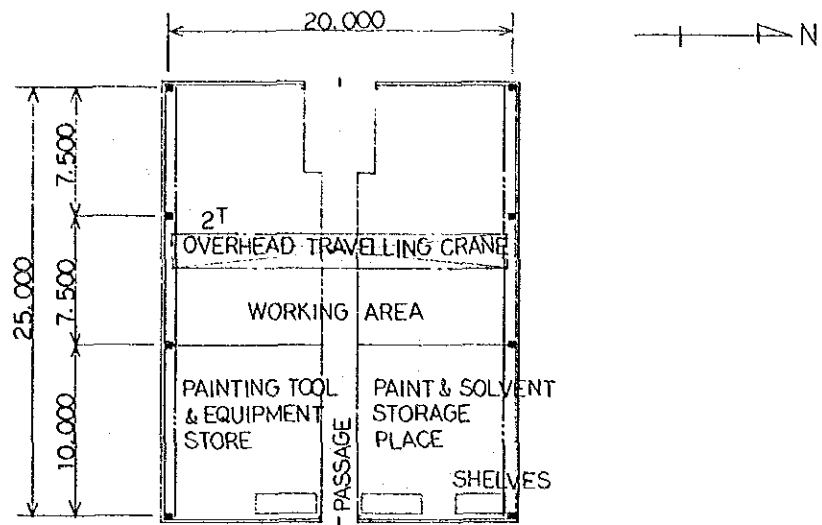 20.000
N
7.500
25.000
7.500
10.000
2T
OVERHEAD TRAVELLING CRANE
WORKING AREA
PAINTING TOOL
& EQUIPMENT
STORE
PASSAGE
PAINT & SOLVENT
STORAGE
PLACE
SHELVES